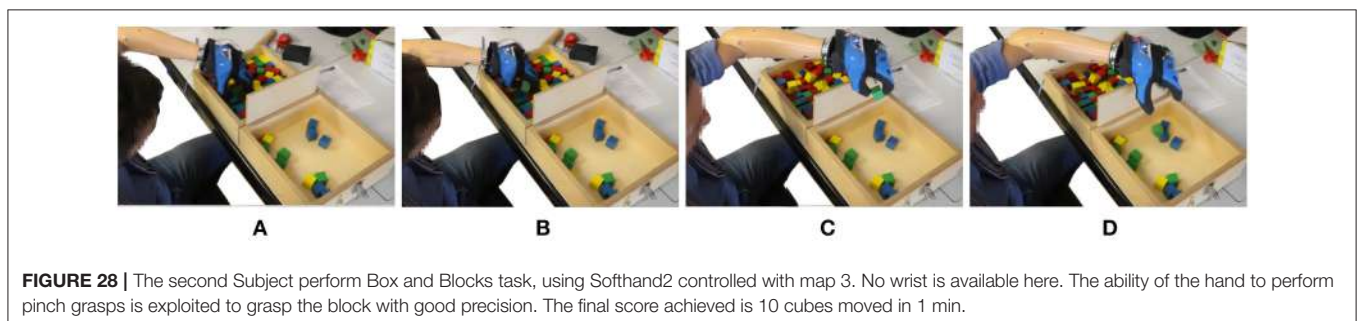 A B C D
FIGURE 28 | The second Subject perform Box and Blocks task, using Softhand2 controlled with map 3. No wrist is available here. The ability of the hand to perform
pinch grasps is exploited to grasp the block with good precision. The final score achieved is 10 cubes moved in 1 min.